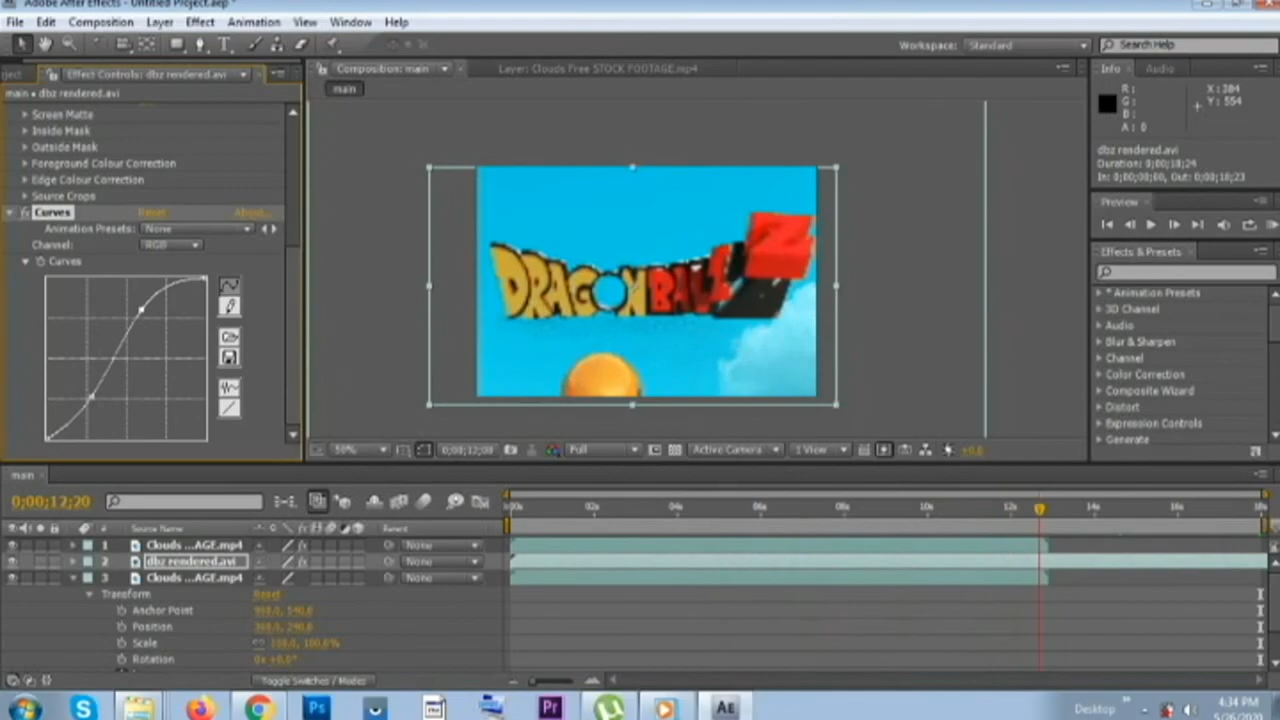 Adobe After Effects - Untitled Project.aep *
File Edit Composition Layer Effect Animation View Window Help
Workspace: Standard Search Help
Effect Controls: dbz rendered.avi
Composition: main Layer: Clouds Free STOCK FOOTAGE.mp4
Info Audio
main • dbz rendered.avi
main
R: X: 384
G: Y: 554
B:
A: 0
dbz rendered.avi
Duration: 0;00;18;24
In: 0;00;00;00, Out: 0;00;18;23
Screen Matte
Inside Mask
Outside Mask
Foreground Colour Correction
Edge Colour Correction
Source Crops
Curves Reset About...
Animation Presets: None
Channel: RGB
Curves
DRAGON BALL Z
Preview
Effects & Presets
* Animation Presets
3D Channel
Audio
Blur & Sharpen
Channel
Color Correction
Composite Wizard
Distort
Expression Controls
Generate
50% Full Active Camera 1 View +0.0
main
0;00;12;20
02s 04s 06s 08s 10s 12s 14s 16s 18s
# Source Name Parent
1 Clouds ...AGE.mp4 None
2 dbz rendered.avi None
3 Clouds ...AGE.mp4 None
Transform Reset
Anchor Point
Position
Scale
Rotation 0x +0.0°
Toggle Switches / Modes
Ps Pr AE
Desktop 4:34 PM
5/26/2020